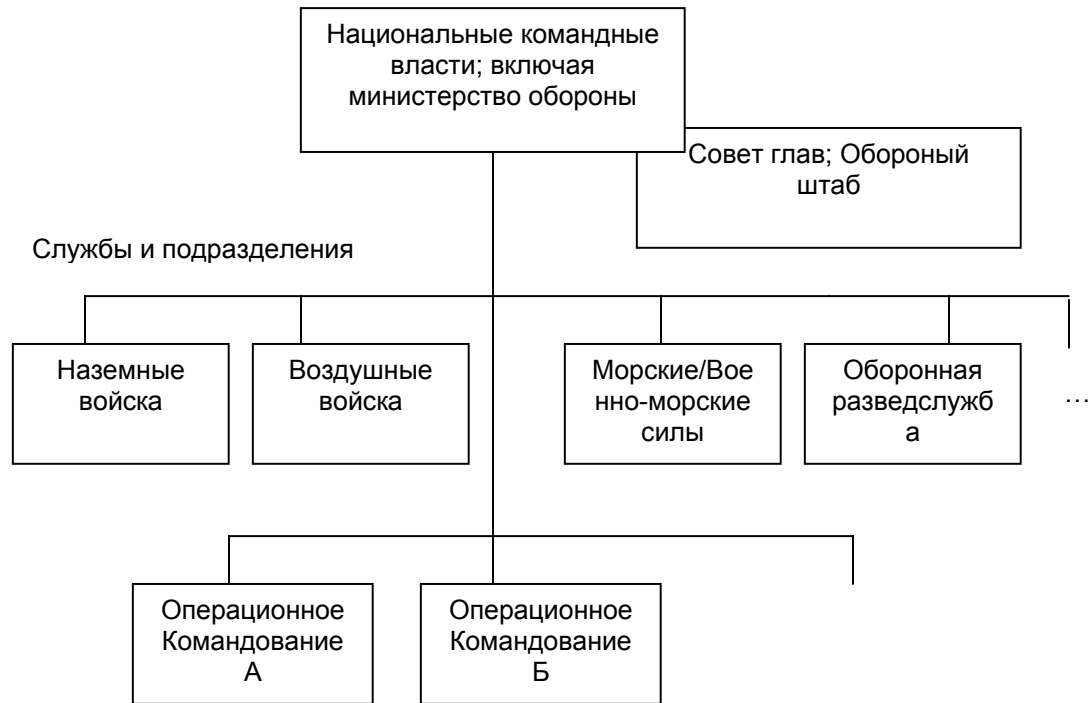 Национальные командные
власти; включая
министерство обороны
Совет глав; Обороный
штаб
Службы и подразделения
Наземные
войска
Воздушные
войска
Морские/Вое
нно-морские
силы
Оборонная
разведслужб
а
…
Операционное
Командование
А
Операционное
Командование
Б